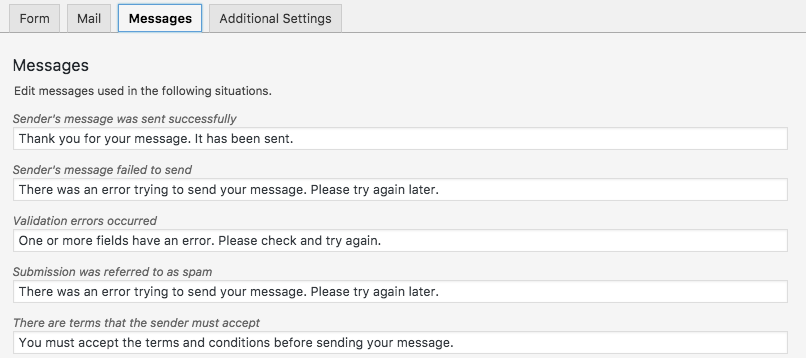 Form Mail Messages Additional Settings
Messages
Edit messages used in the following situations.
Sender's message was sent successfully
Thank you for your message. It has been sent.
Sender's message failed to send
There was an error trying to send your message. Please try again later.
Validation errors occurred
One or more fields have an error. Please check and try again.
Submission was referred to as spam
There was an error trying to send your message. Please try again later.
There are terms that the sender must accept
You must accept the terms and conditions before sending your message.